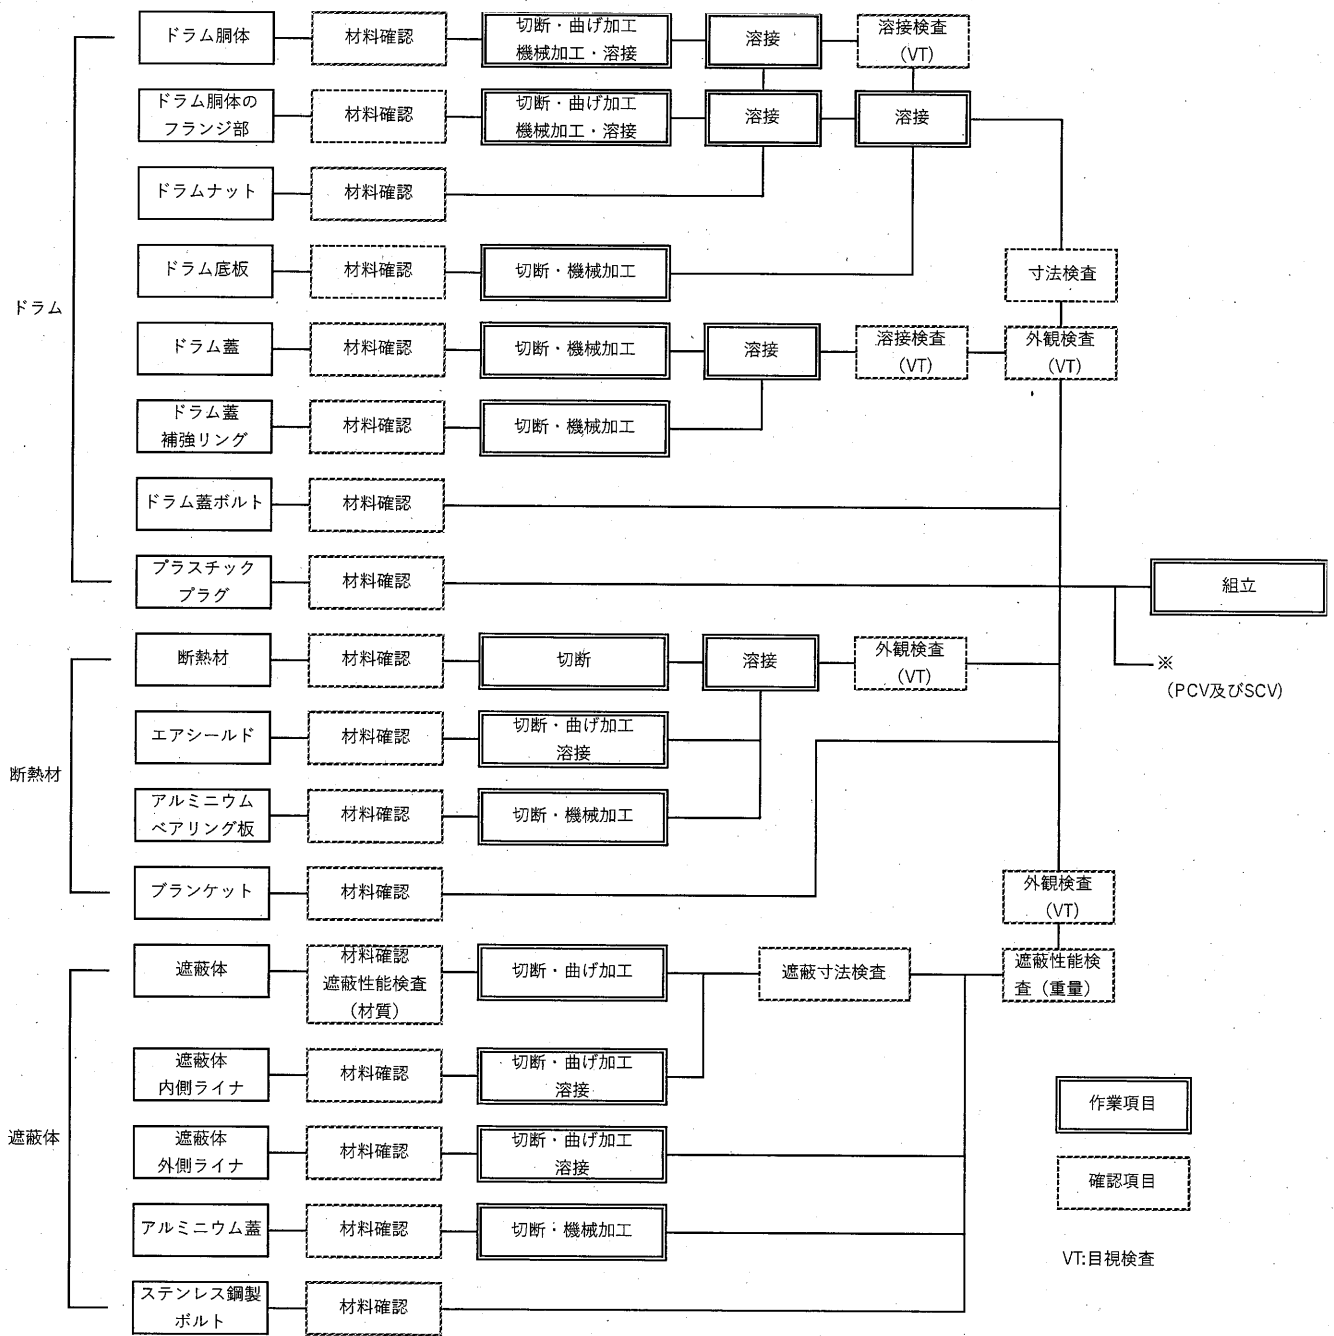 ドラム
ドラム胴体
材料確認
切断・曲げ加工
機械加工・溶接
溶接
溶接検査
(VT)
ドラム胴体の
フランジ部
材料確認
切断・曲げ加工
機械加工・溶接
溶接
溶接
ドラムナット
材料確認
ドラム底板
材料確認
切断・機械加工
寸法検査
ドラム蓋
材料確認
切断・機械加工
溶接
溶接検査
(VT)
外観検査
(VT)
ドラム蓋
補強リング
材料確認
切断・機械加工
ドラム蓋ボルト
材料確認
プラスチック
プラグ
材料確認
組立
※
(PCV及びSCV)
断熱材
断熱材
材料確認
切断
溶接
外観検査
(VT)
エアシールド
材料確認
切断・曲げ加工
溶接
アルミニウム
ベアリング板
材料確認
切断・機械加工
ブランケット
材料確認
外観検査
(VT)
遮蔽体
遮蔽体
材料確認
遮蔽性能検査
(材質)
切断・曲げ加工
遮蔽寸法検査
遮蔽性能検
査（重量）
遮蔽体
内側ライナ
材料確認
切断・曲げ加工
溶接
遮蔽体
外側ライナ
材料確認
切断・曲げ加工
溶接
アルミニウム蓋
材料確認
切断・機械加工
ステンレス鋼製
ボルト
材料確認
作業項目
確認項目
VT:目視検査